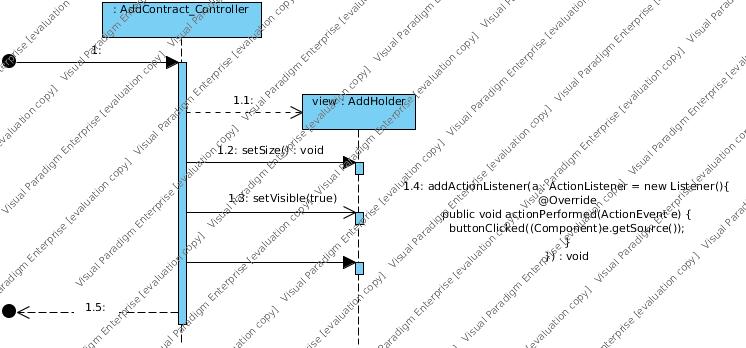 : AddContract_Controller
1:
1.1:
view : AddHolder
1.2: setSize() : void
1.3: setVisible(true)
1.4: addActionListener(a : ActionListener = new Listener(){
@Override
public void actionPerformed(ActionEvent e) {
buttonClicked((Component)e.getSource());
}
}) : void
1.5:
Visual Paradigm Enterprise [evaluation copy]